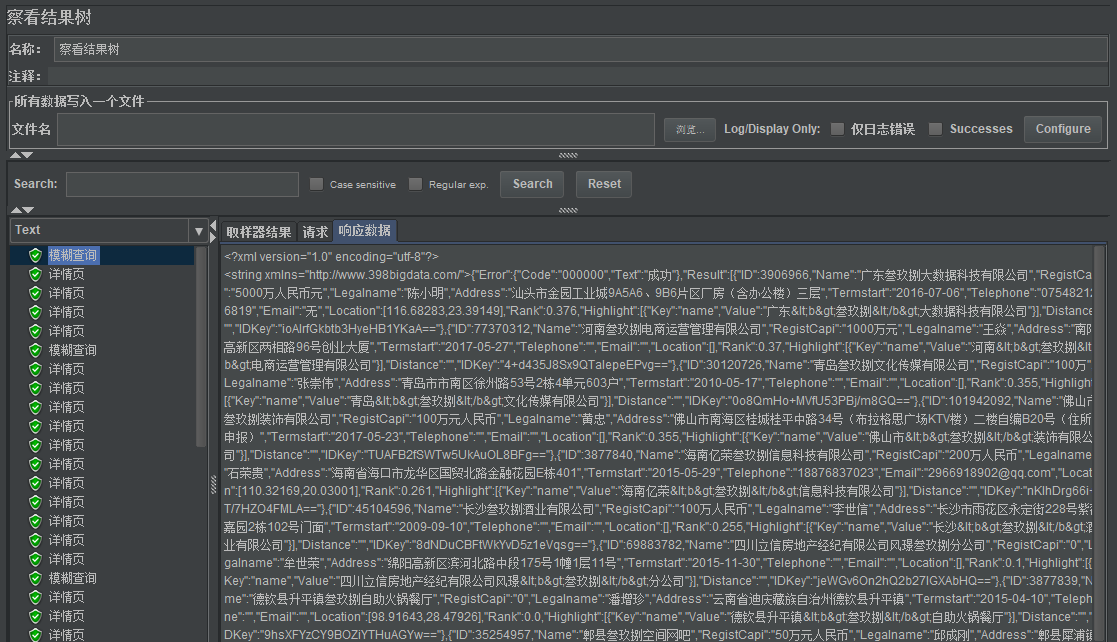 察看结果树
名称： 察看结果树
注释：
所有数据写入一个文件
文件名 浏览... Log/Display Only: 仅日志错误 Successes Configure
Search: Case sensitive Regular exp. Search Reset
Text
取样器结果 请求 响应数据
模糊查询
详情页
详情页
详情页
详情页
模糊查询
详情页
详情页
详情页
详情页
详情页
详情页
详情页
详情页
详情页
详情页
详情页
模糊查询
详情页
详情页
详情页
<?xml version="1.0" encoding="utf-8"?>
<string xmlns="http://www.398bigdata.com/">{"Error":{"Code":"000000","Text":"成功"},"Result":[{"ID":3906966,"Name":"广东叁玖捌大数据科技有限公司","RegistCa
:"5000万人民币元","Legalname":"陈小明","Address":"汕头市金园工业城9A5A6、9B6片区厂房（含办公楼）三层","Termstart":"2016-07-06","Telephone":"0754821
6819","Email":"无","Location":[116.68283,23.39149],"Rank":0.376,"Highlight":[{"Key":"name","Value":"广东&lt;b&gt;叁玖捌&lt;/b&gt;大数据科技有限公司"}],"Distance
"","IDKey":"ioAlrfGkbtb3HyeHB1YKaA=="},{"ID":77370312,"Name":"河南叁玖捌电商运营管理有限公司","RegistCapi":"1000万元","Legalname":"王焱","Address":"南阳
高新区两相路96号创业大厦","Termstart":"2017-05-27","Telephone":"","Email":"","Location":[],"Rank":0.37,"Highlight":[{"Key":"name","Value":"河南&lt;b&gt;叁玖捌&lt
b&gt;电商运营管理有限公司"}],"Distance":"","IDKey":"4+d435J8Sx9QTaIepeEPvg=="},{"ID":30120726,"Name":"青岛叁玖捌文化传媒有限公司","RegistCapi":"100万"
Legalname":"张崇伟","Address":"青岛市市南区徐州路53号2栋4单元603户","Termstart":"2010-05-17","Telephone":"","Email":"","Location":[],"Rank":0.355,"Highlight
[{"Key":"name","Value":"青岛&lt;b&gt;叁玖捌&lt;/b&gt;文化传媒有限公司"}],"Distance":"","IDKey":"0o8QmHo+MVfU53PBj/m8GQ=="},{"ID":101942092,"Name":"佛山市
叁玖捌装饰有限公司","RegistCapi":"100万元人民币","Legalname":"黄忠","Address":"佛山市南海区桂城桂平中路34号（布拉格思广场KTV楼）二楼自编B20号（住所
申报）","Termstart":"2017-05-23","Telephone":"","Email":"","Location":[],"Rank":0.355,"Highlight":[{"Key":"name","Value":"佛山市&lt;b&gt;叁玖捌&lt;/b&gt;装饰有限公
司"}],"Distance":"","IDKey":"TUAFB2fSWTw5UkAuOL8BFg=="},{"ID":3877840,"Name":"海南亿荣叁玖捌信息科技有限公司","RegistCapi":"200万人民币","Legalname":
"石荣贵","Address":"海南省海口市龙华区国贸北路金融花园E栋401","Termstart":"2015-05-29","Telephone":"18876837023","Email":"2966918902@qq.com","Locat
n":[110.32169,20.03001],"Rank":0.261,"Highlight":[{"Key":"name","Value":"海南亿荣&lt;b&gt;叁玖捌&lt;/b&gt;信息科技有限公司"}],"Distance":"","IDKey":"nKlhDrg66i-
T/7HZO4FMLA=="},{"ID":45104596,"Name":"长沙叁玖捌酒业有限公司","RegistCapi":"100万人民币","Legalname":"李世信","Address":"长沙市雨花区永定街228号紫
嘉园2栋102号门面","Termstart":"2009-09-10","Telephone":"","Email":"","Location":[],"Rank":0.255,"Highlight":[{"Key":"name","Value":"长沙&lt;b&gt;叁玖捌&lt;/b&gt;酒
业有限公司"}],"Distance":"","IDKey":"8dNDuCBFtWkYvD5z1eVqsg=="},{"ID":69883782,"Name":"四川立信房地产经纪有限公司风璟叁玖捌分公司","RegistCapi":"0","L
galname":"牟世荣","Address":"绵阳高新区滨河北路中段175号1幢1层11号","Termstart":"2015-11-30","Telephone":"","Email":"","Location":[],"Rank":0.1,"Highlight":[{
Key":"name","Value":"四川立信房地产经纪有限公司风璟&lt;b&gt;叁玖捌&lt;/b&gt;分公司"}],"Distance":"","IDKey":"jeWGv6On2hQ2b27IGXAbHQ=="},{"ID":3877839,"N
me":"德钦县升平镇叁玖捌自助火锅餐厅","RegistCapi":"0","Legalname":"潘增珍","Address":"云南省迪庆藏族自治州德钦县升平镇","Termstart":"2015-04-10","Telepho
me":"","Email":"","Location":[98.91643,28.47926],"Rank":0.0,"Highlight":[{"Key":"name","Value":"德钦县升平镇&lt;b&gt;叁玖捌&lt;/b&gt;自助火锅餐厅"}],"Distance":"",
DKey":"9hsXFYzCY9BOZiYTHuAGYw=="},{"ID":35254957,"Name":"郫县叁玖捌空间网吧","RegistCapi":"50万元人民币","Legalname":"邱成刚","Address":"郫县犀浦镇